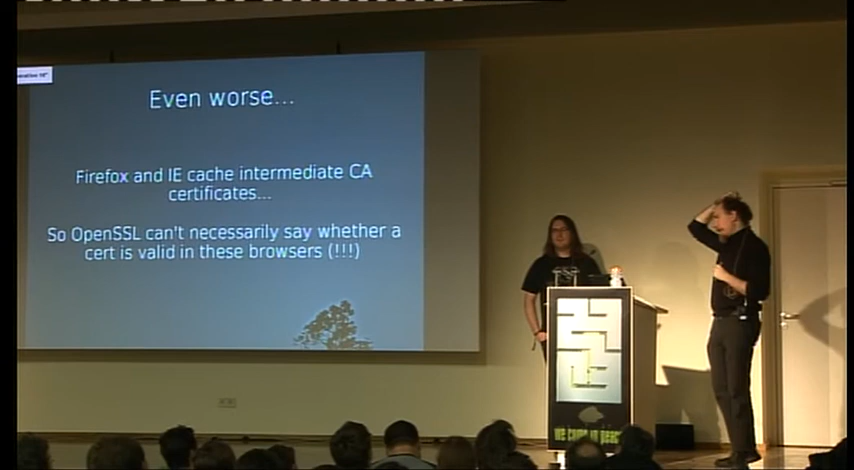 Even worse...
Firefox and IE cache intermediate CA
certificates...
So OpenSSL can't necessarily say whether a
cert is valid in these browsers (!!!)
we come in peace